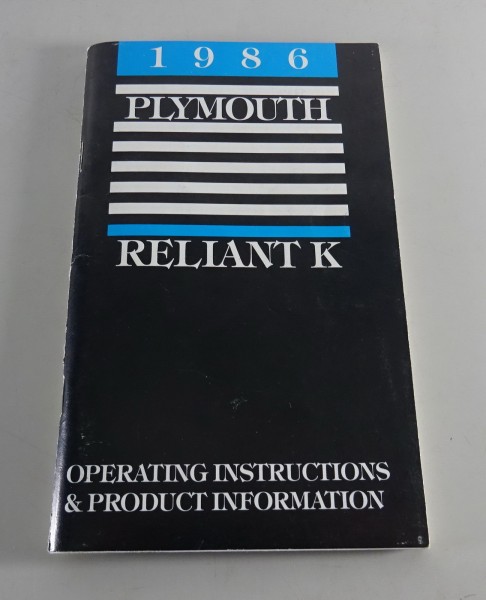 1986
PLYMOUTH
RELIANT K
OPERATING INSTRUCTIONS
& PRODUCT INFORMATION